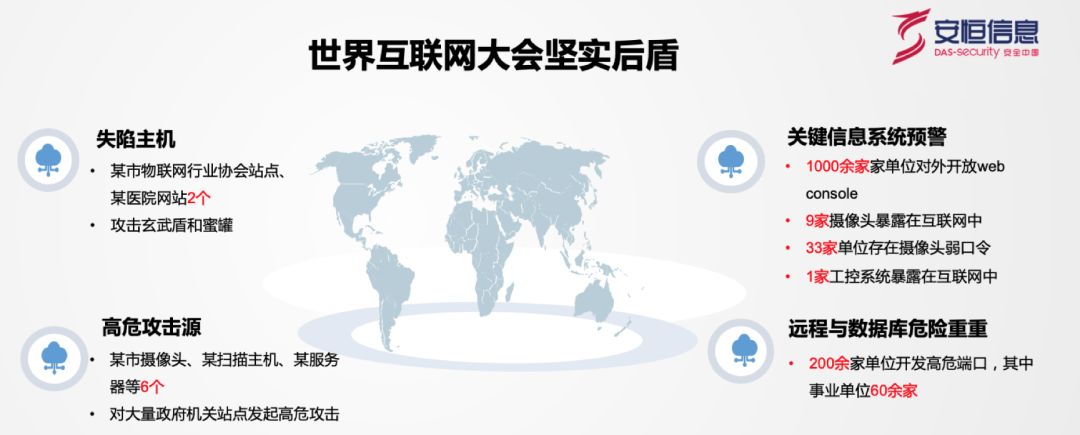 世界互联网大会坚实后盾
安恒信息
DAS-security 安全中国
失陷主机
• 某市物联网行业协会站点、
某医院网站2个
• 攻击玄武盾和蜜罐
高危攻击源
• 某市摄像头、某扫描主机、某服务
器等6个
• 对大量政府机关站点发起高危攻击
关键信息系统预警
• 1000余家家单位对外开放web
console
• 9家摄像头暴露在互联网中
• 33家单位存在摄像头弱口令
• 1家工控系统暴露在互联网中
远程与数据库危险重重
• 200余家单位开发高危端口，其中
事业单位60余家